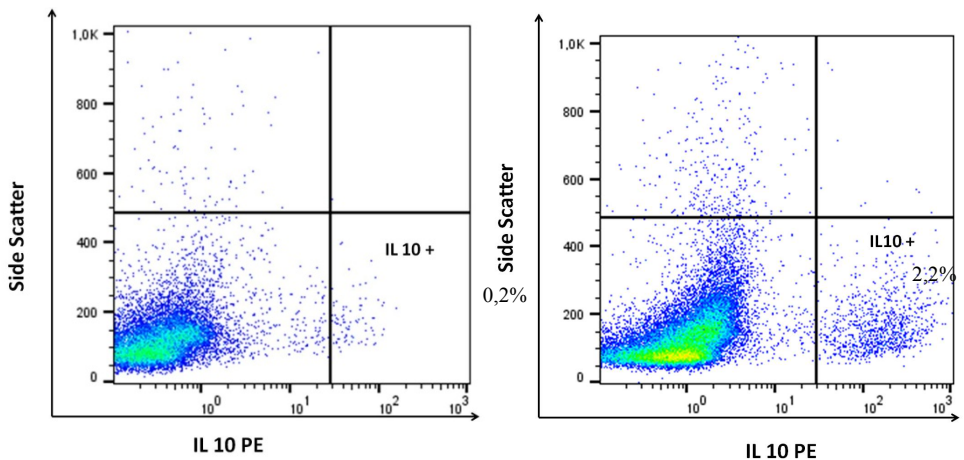 1,0K
800
600
400
200
0
Side Scatter
IL 10 +
0,2%
10^0
10^1
10^2
10^3
IL 10 PE
1,0K
800
600
400
200
0
Side Scatter
IL10 +
2,2%
10^0
10^1
10^2
10^3
IL 10 PE